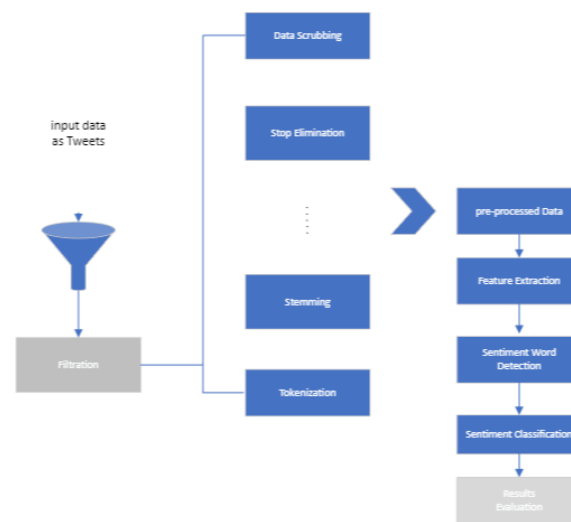 input data
as Tweets
Filtration
Data Scrubbing
Stop Elimination
Stemming
Tokenization
pre-processed Data
Feature Extraction
Sentiment Word
Detection
Sentiment Classification
Results
Evaluation